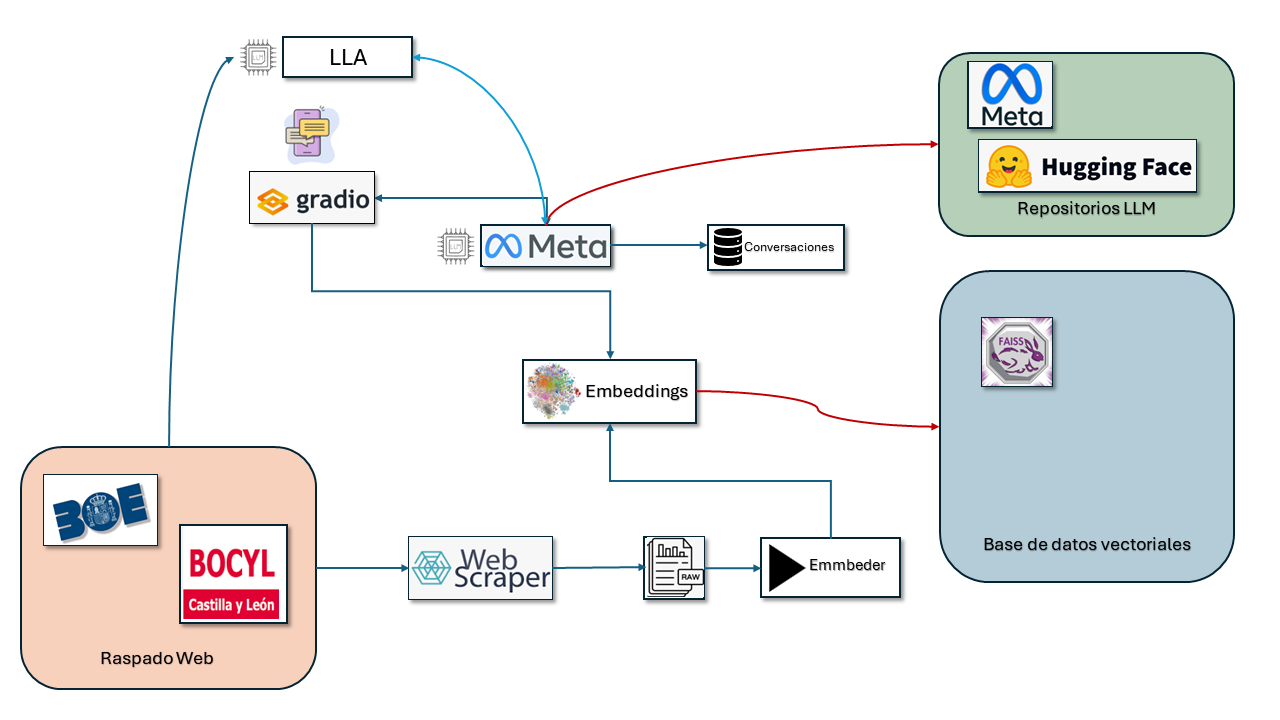 LLA
Meta
Hugging Face
Repositorios LLM
gradio
Meta
Conversaciones
FAISS
Embeddings
Base de datos vectoriales
BOE
BOCYL
Castilla y León
Raspado Web
Web
Scraper
RAW
Emmbeder